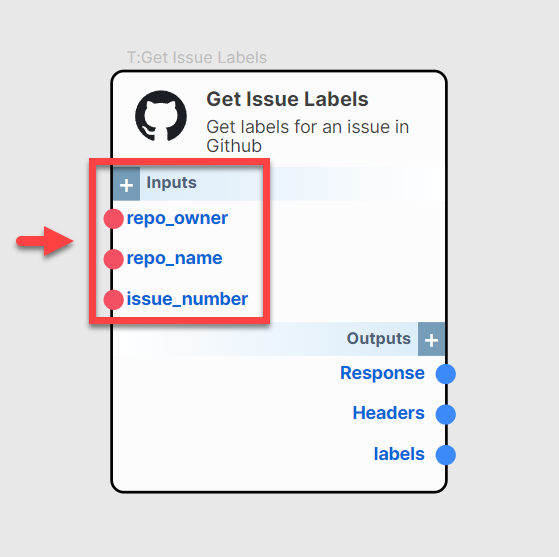 T:Get Issue Labels
Get Issue Labels
Get labels for an issue in
Github
+ Inputs
repo_owner
repo_name
issue_number
Outputs +
Response
Headers
labels